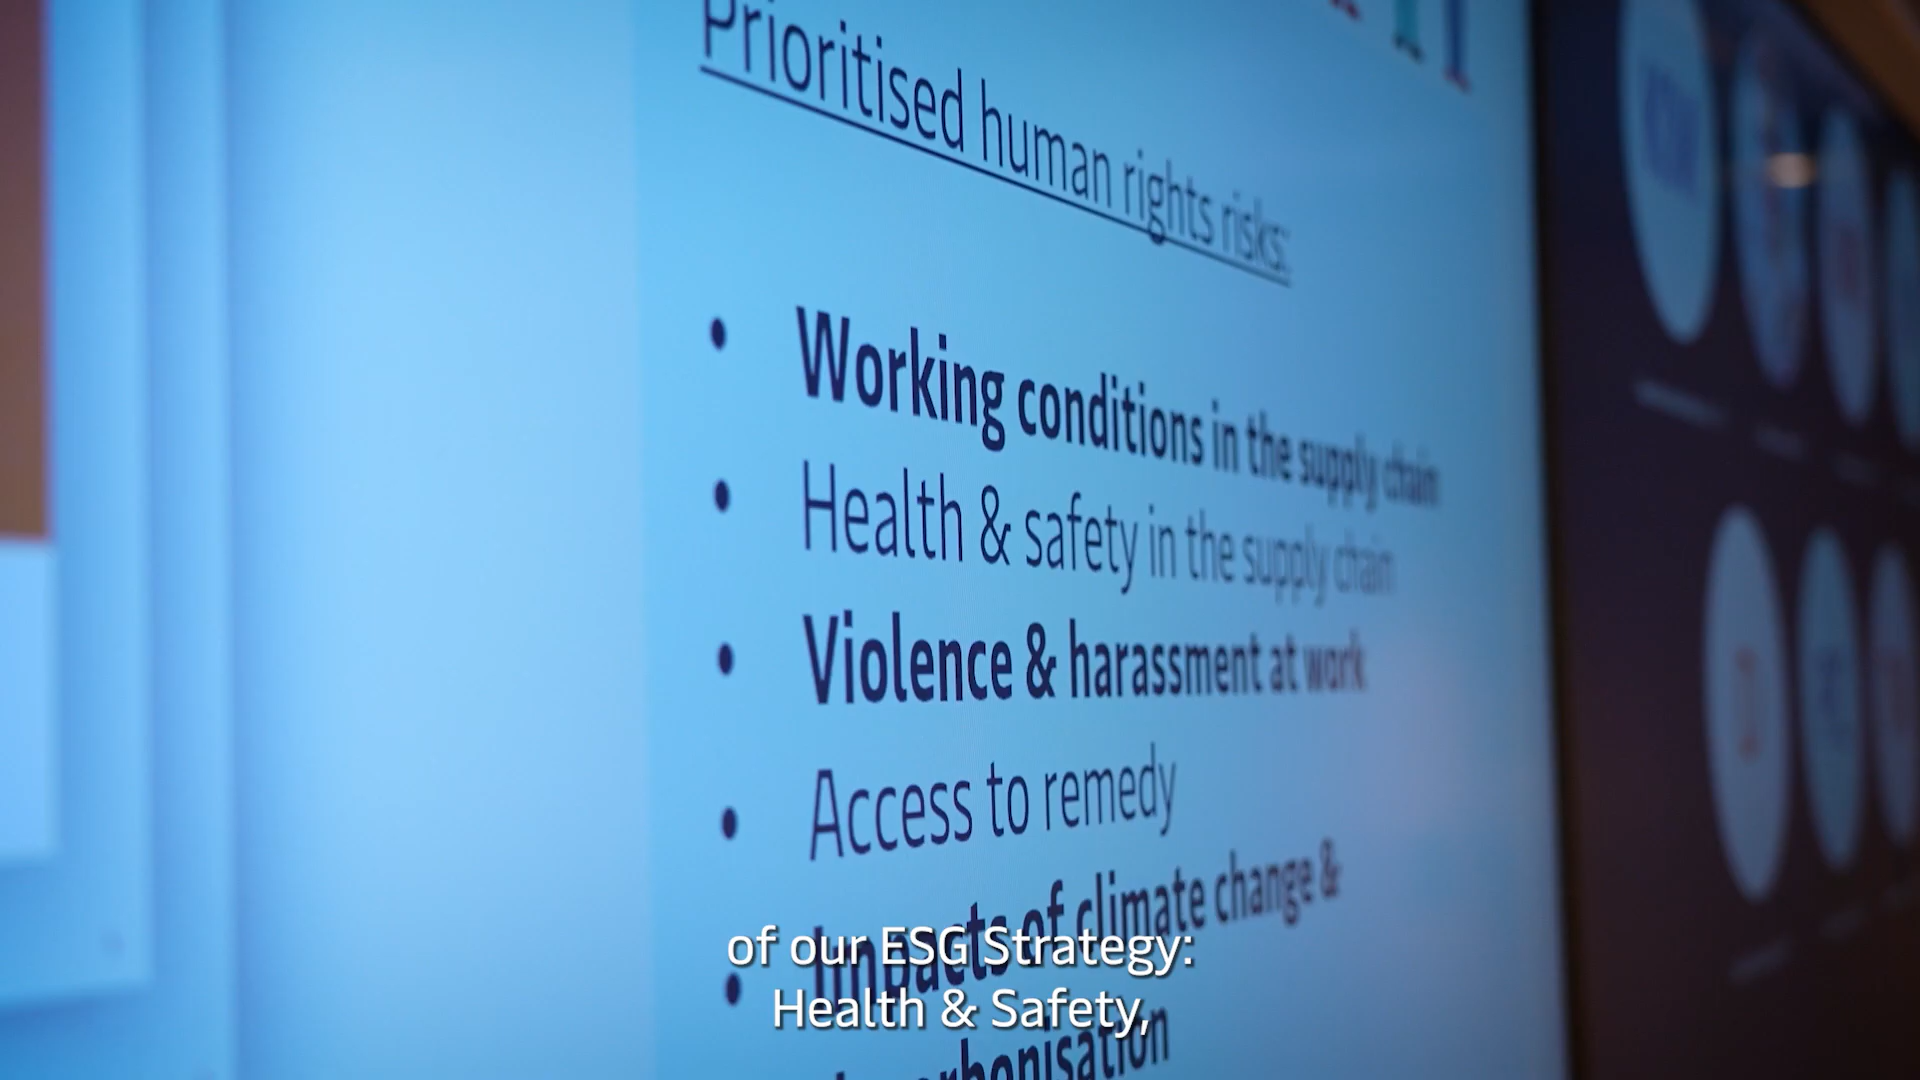 Prioritised human rights risks:
Working conditions in the supply chain
Health & safety in the supply chain
Violence & harassment at work
Access to remedy
Impacts of climate change &
of our ESG Strategy:
Health & Safety,